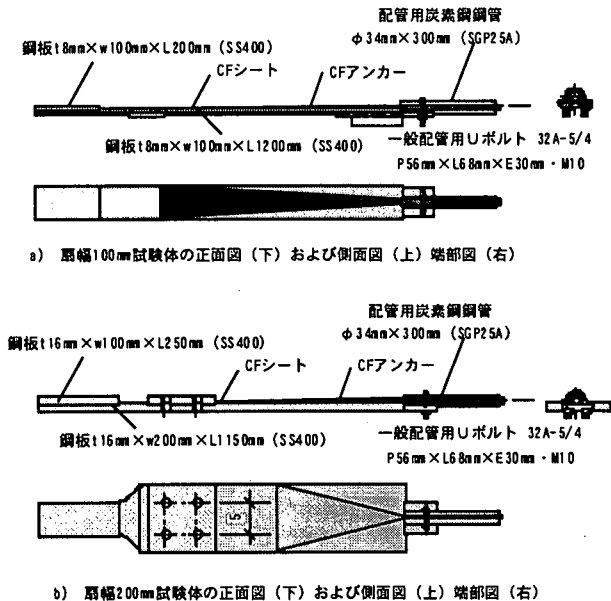 配管用炭素鋼鋼管
φ34mm×300mm(SGP25A)
鋼板t8mm×w100mm×L200mm(SS400)
CFシート
CFアンカー
鋼板t8mm×w100mm×L1200mm(SS400)
一般配管用Uボルト 32A-5/4
P56mm×L68mm×E30mm・M10
a) 扇幅100mm試験体の正面図(下)および側面図(上)端部図(右)
配管用炭素鋼鋼管
φ34mm×300mm(SGP25A)
鋼板t16mm×w100mm×L250mm(SS400)
CFシート
CFアンカー
鋼板t16mm×w200mm×L1150mm(SS400)
一般配管用Uボルト 32A-5/4
P56mm×L68mm×E30mm・M10
b) 扇幅200mm試験体の正面図(下)および側面図(上)端部図(右)